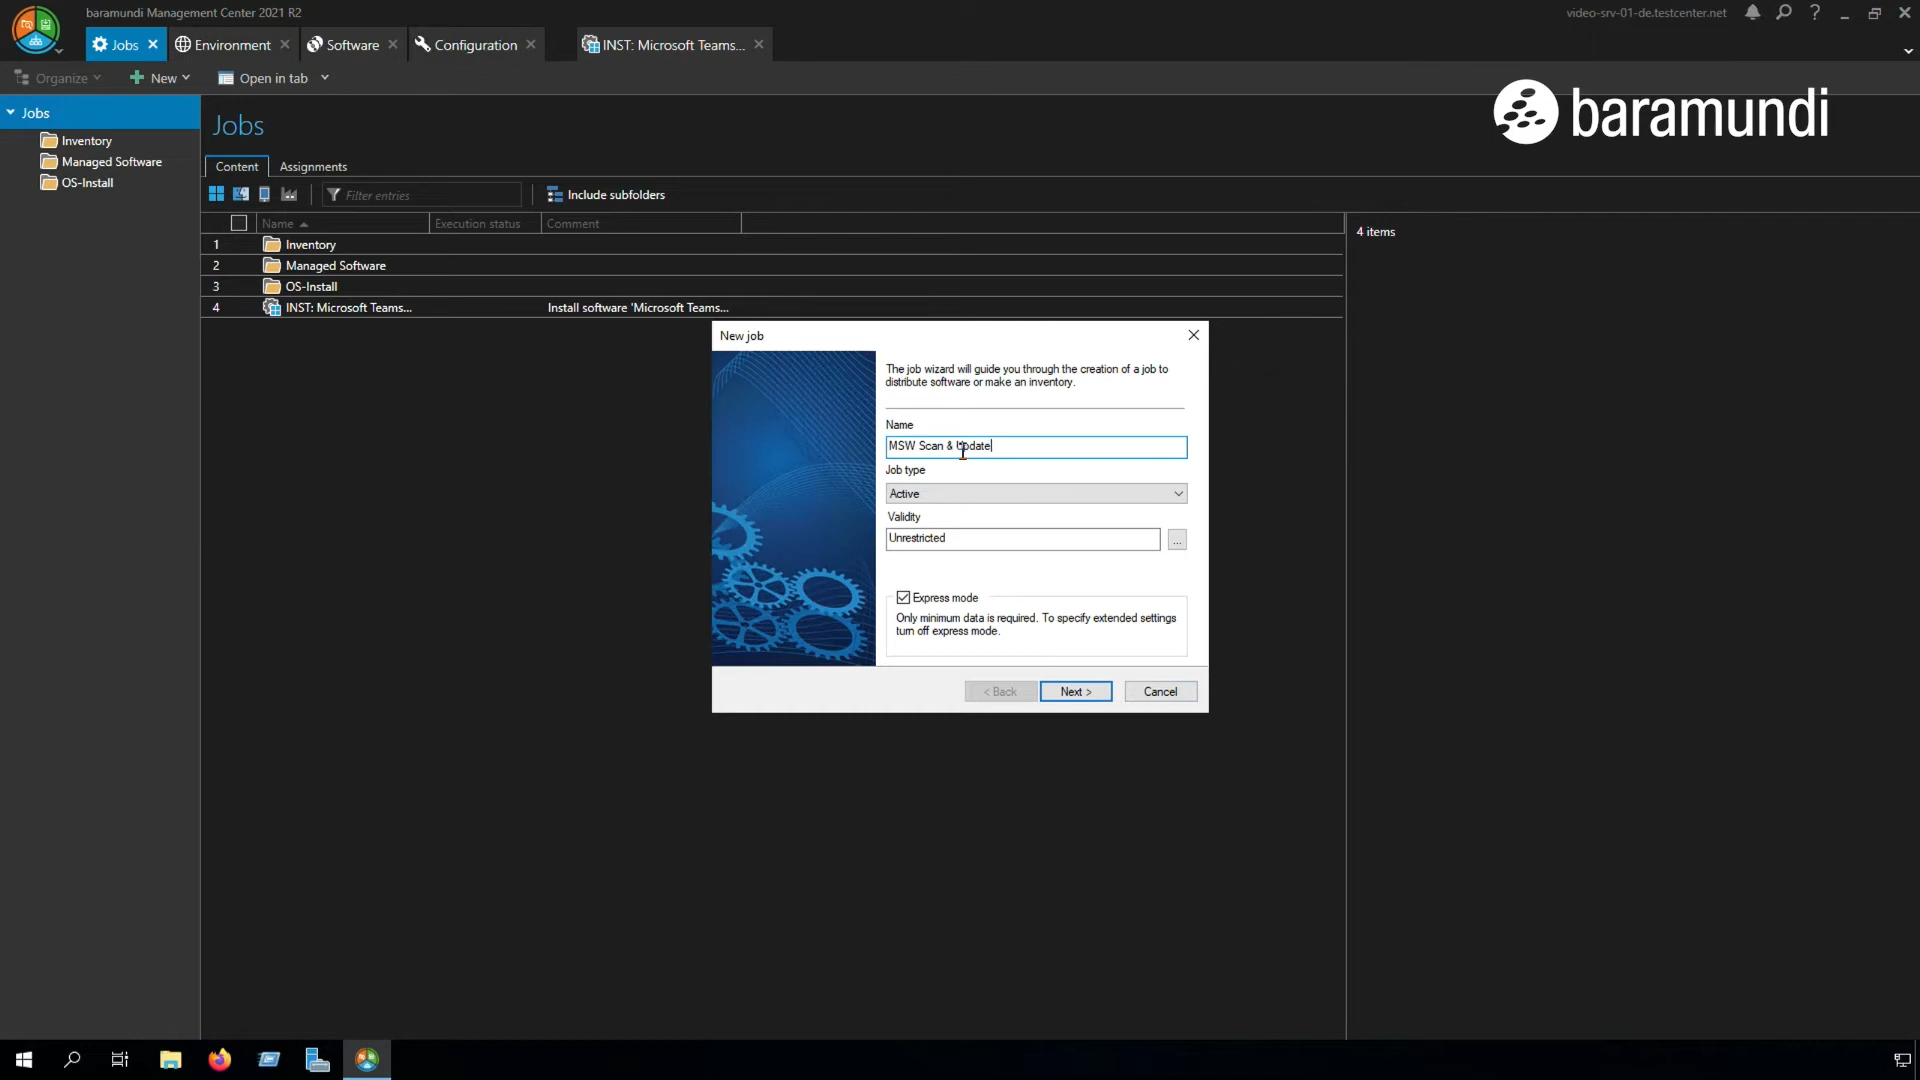 baramundi Management Center 2021 R2
video-srv-01-de.testcenter.net
Jobs
Environment
Software
Configuration
INST: Microsoft Teams...
Organize
New
Open in tab
baramundi
Jobs
Inventory
Managed Software
OS-Install
Jobs
Content
Assignments
Filter entries
Include subfolders
Name
Execution status
Comment
1 Inventory
2 Managed Software
3 OS-Install
4 INST: Microsoft Teams... Install software 'Microsoft Teams...
4 items
New job
The job wizard will guide you through the creation of a job to
distribute software or make an inventory.
Name
MSW Scan & Update
Job type
Active
Validity
Unrestricted
...
Express mode
Only minimum data is required. To specify extended settings
turn off express mode.
< Back
Next >
Cancel